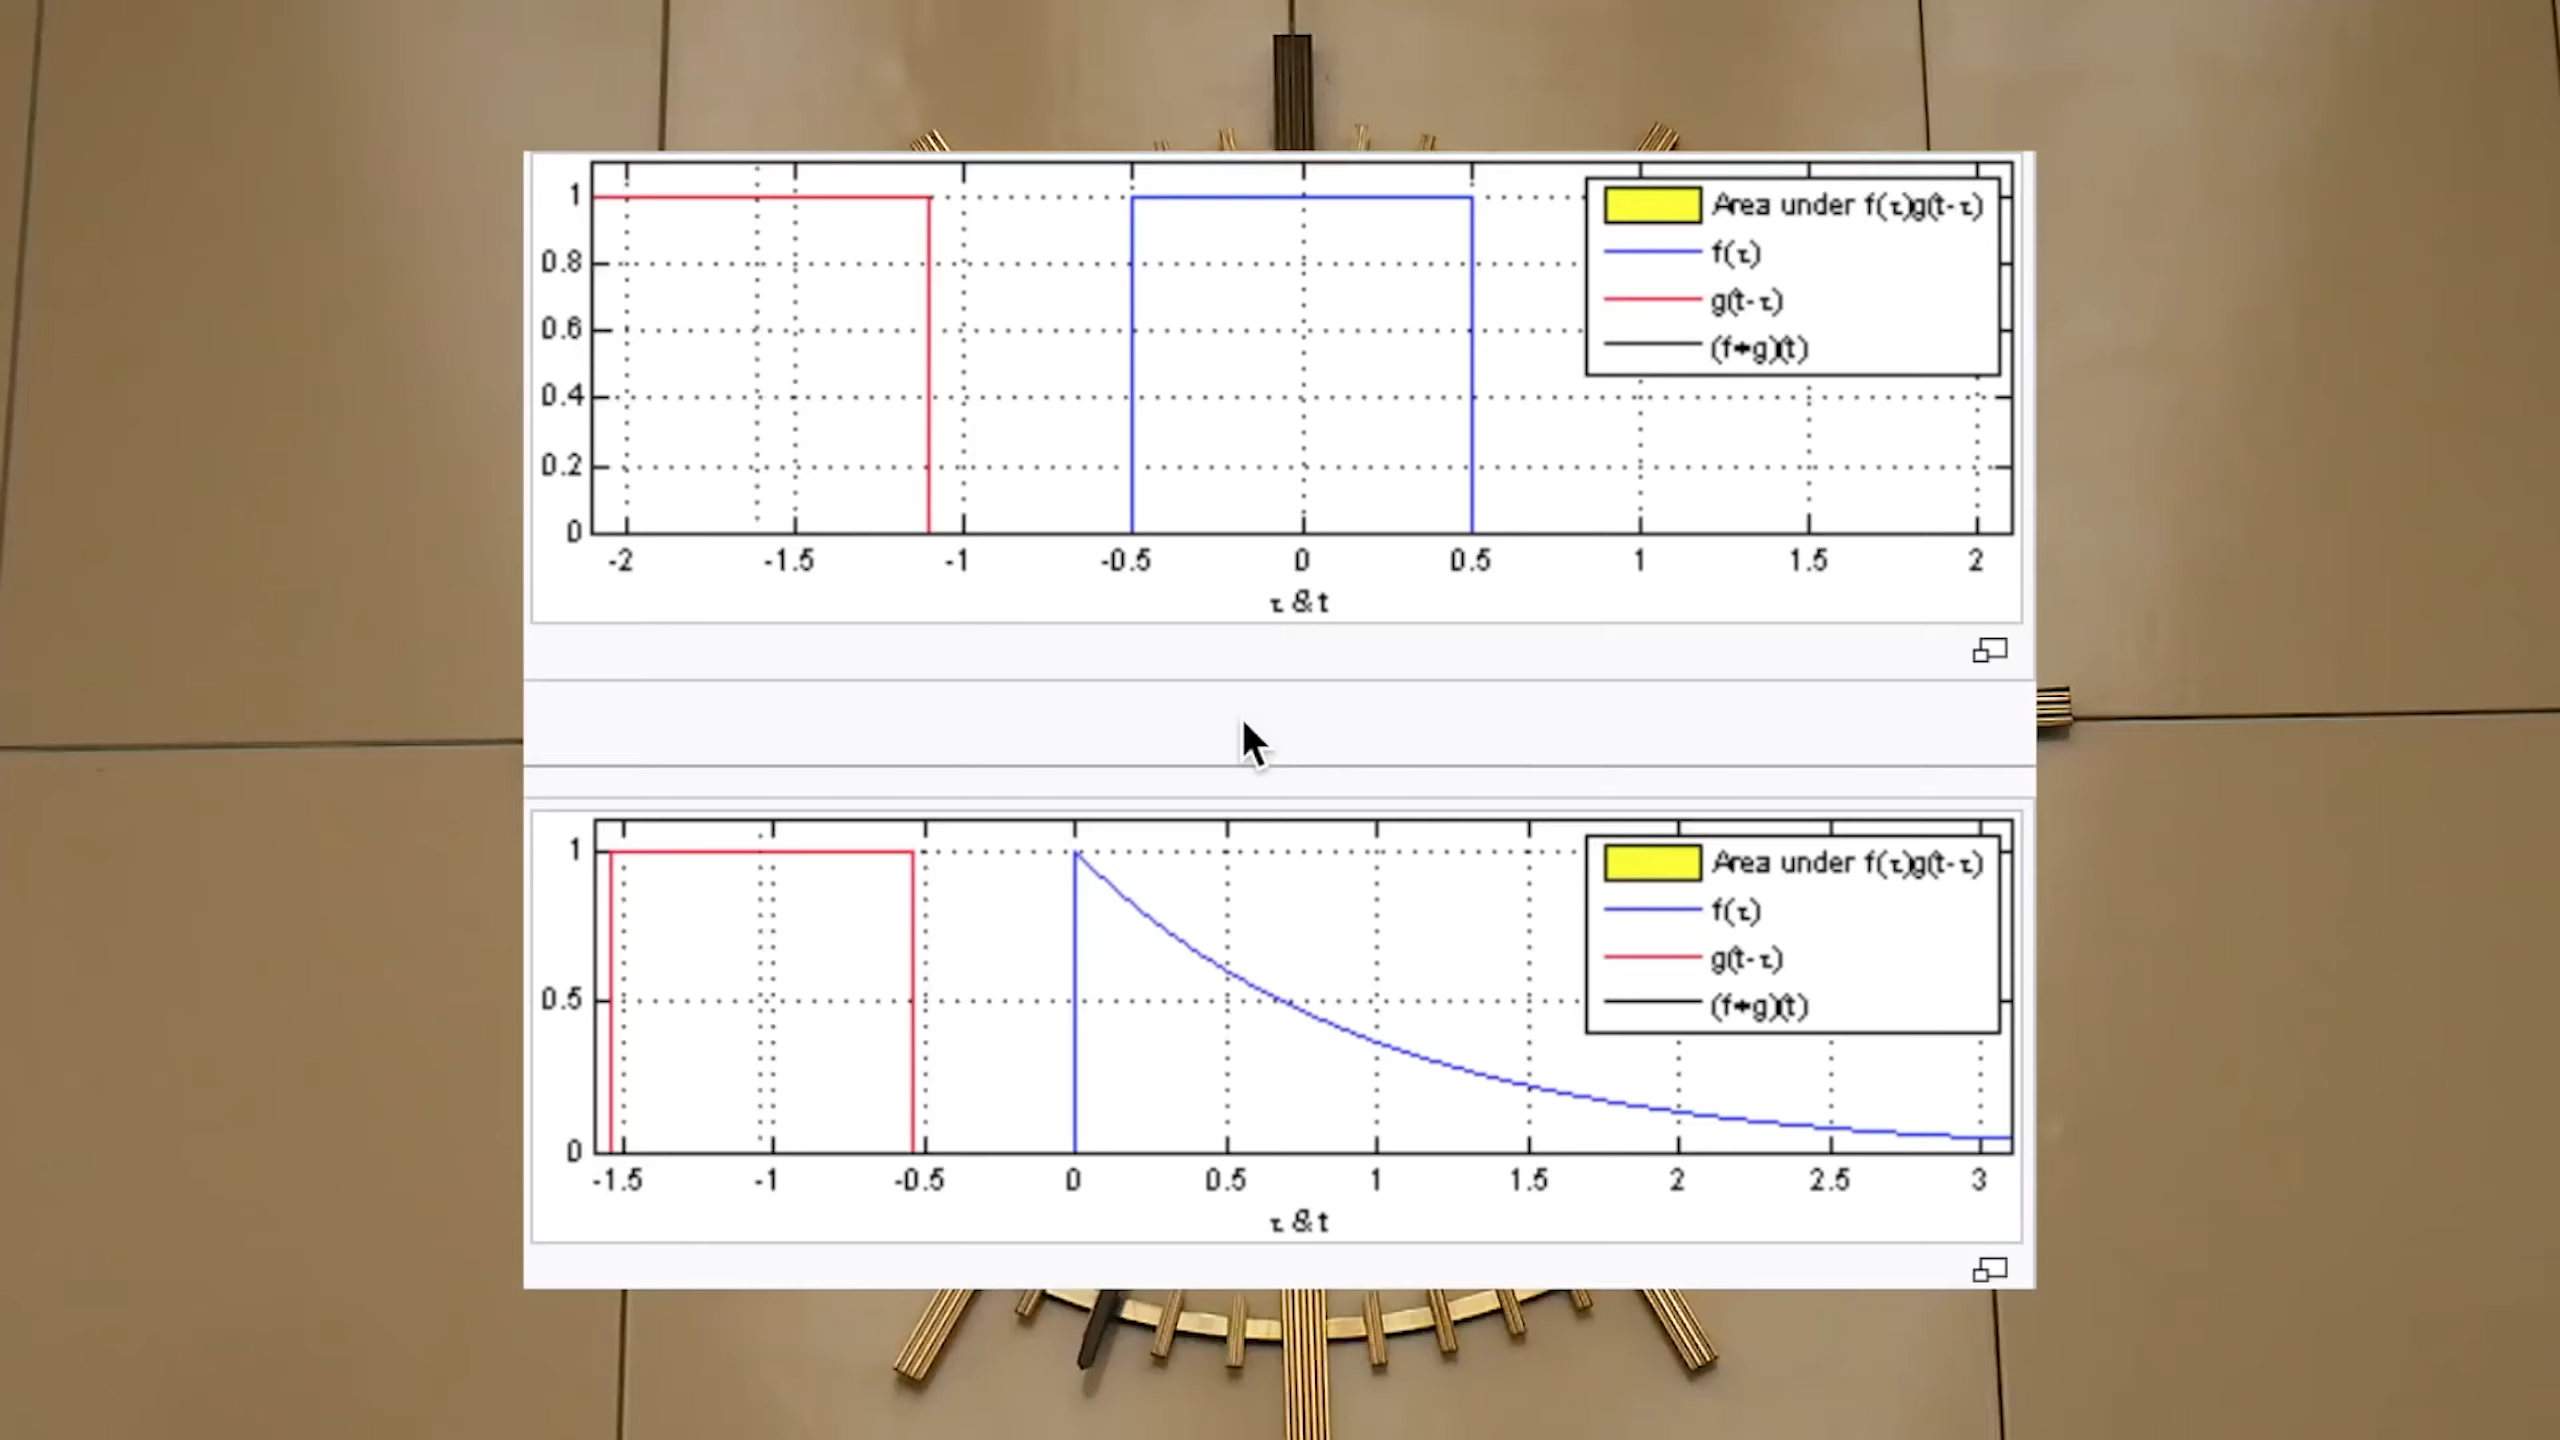 1
0.8
0.6
0.4
0.2
0
-2 -1.5 -1 -0.5 0 0.5 1 1.5 2
τ & t
Area under f(τ)g(t-τ)
f(τ)
g(t-τ)
(f*g)(t)
1
0.5
0
-1.5 -1 -0.5 0 0.5 1 1.5 2 2.5 3
τ & t
Area under f(τ)g(t-τ)
f(τ)
g(t-τ)
(f*g)(t)